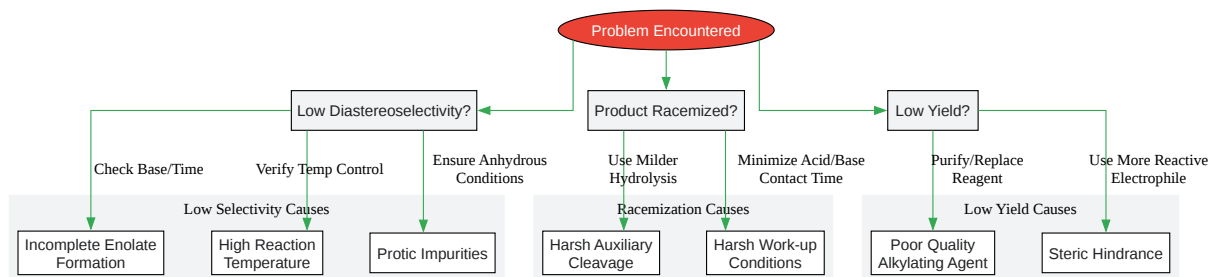 Problem Encountered
Low Diastereoselectivity?
Product Racemized?
Low Yield?
Check Base/Time
Verify Temp Control
Ensure Anhydrous
Conditions
Use Milder
Hydrolysis
Minimize Acid/Base
Contact Time
Purify/Replace
Reagent
Use More Reactive
Electrophile
Low Selectivity Causes
Racemization Causes
Low Yield Causes
Incomplete Enolate
Formation
High Reaction
Temperature
Protic Impurities
Harsh Auxiliary
Cleavage
Harsh Work-up
Conditions
Poor Quality
Alkylating Agent
Steric Hindrance